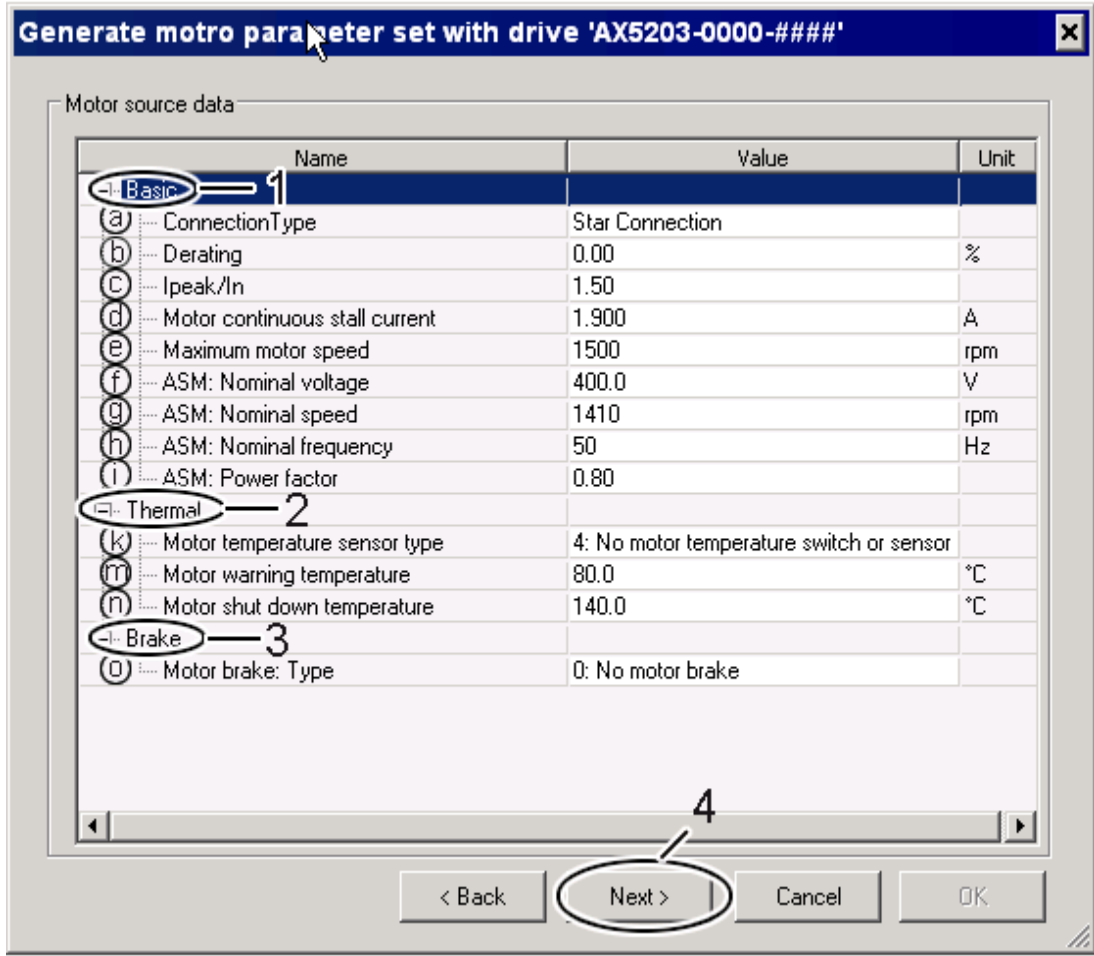 Generate motro parameter set with drive 'AX5203-0000-####'
Motor source data
Name Value Unit
Basic 1
a ConnectionType Star Connection
b Derating 0.00 %
c Ipeak/In 1.50
d Motor continuous stall current 1.900 A
e Maximum motor speed 1500 rpm
f ASM: Nominal voltage 400.0 V
g ASM: Nominal speed 1410 rpm
h ASM: Nominal frequency 50 Hz
i ASM: Power factor 0.80
Thermal 2
k Motor temperature sensor type 4: No motor temperature switch or sensor
m Motor warning temperature 80.0 °C
n Motor shut down temperature 140.0 °C
Brake 3
o Motor brake: Type 0: No motor brake
4
< Back Next > Cancel OK